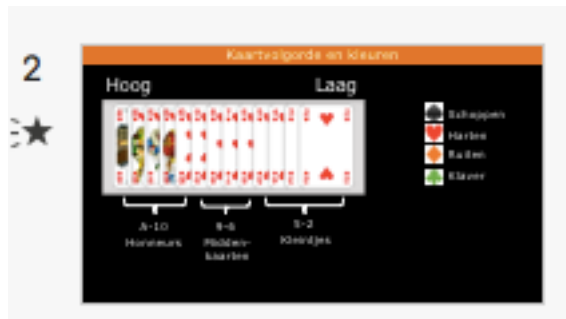 2
Kaartvolgorde en kleuren
Hoog
Laag
Schoppen
Harten
Ruiten
Klaver
A-10
Honneurs
9-6
Midden-
kaarten
5-2
Kleintjes